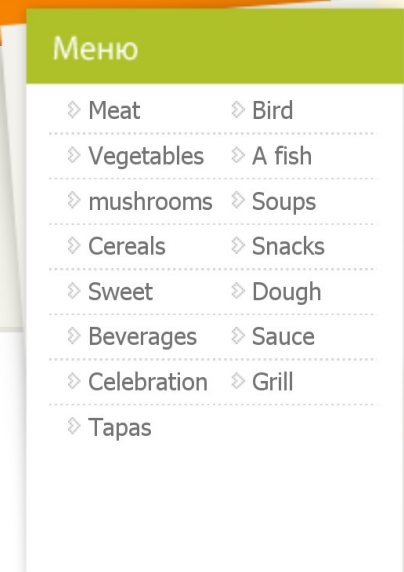 Меню
Meat Bird
Vegetables A fish
mushrooms Soups
Cereals Snacks
Sweet Dough
Beverages Sauce
Celebration Grill
Tapas